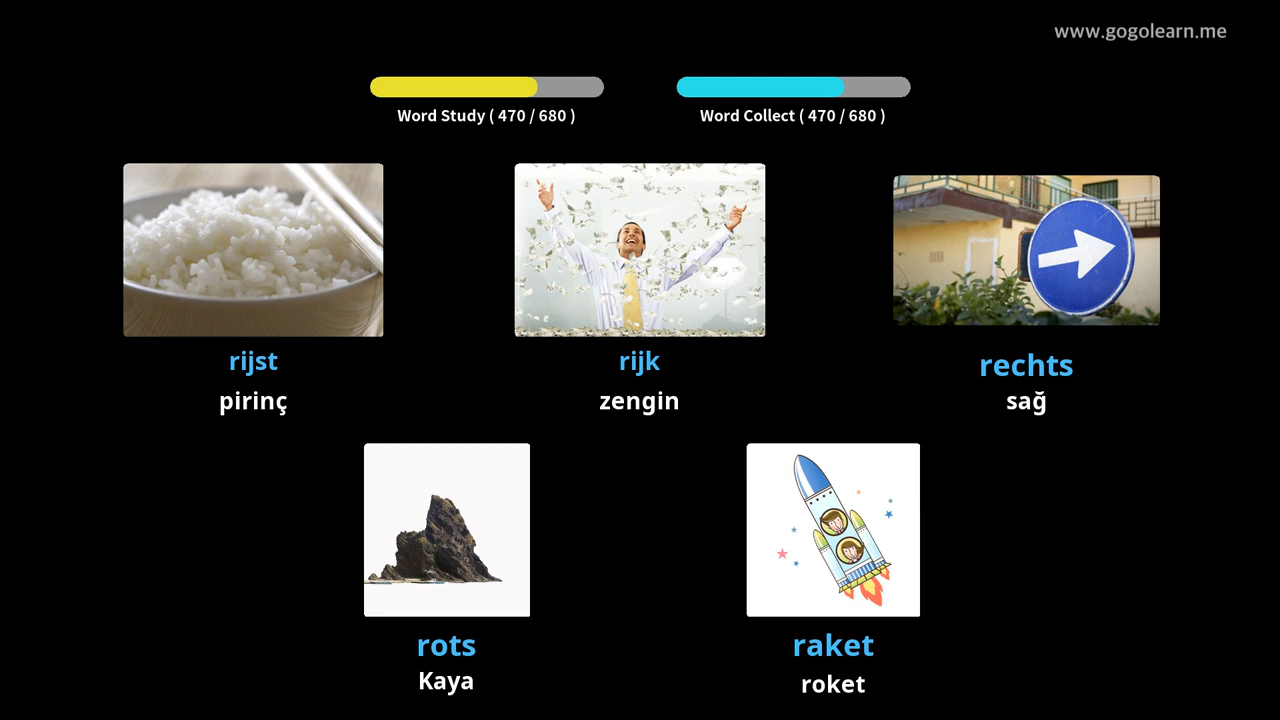 www.gogolearn.me
Word Study ( 470 / 680 )
Word Collect ( 470 / 680 )
rijst
pirinç
rijk
zengin
rechts
sağ
rots
Kaya
raket
roket